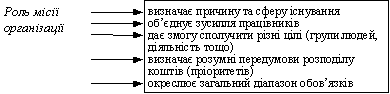 Роль місії
організації
визначає причину та сферу існування
об’єднує зусилля працівників
дає змогу сполучити різні цілі (групи людей,
діяльність тощо)
визначає розумні передумови розподілу
коштів (пріоритетів)
окреслює загальний діапазон обов’язків